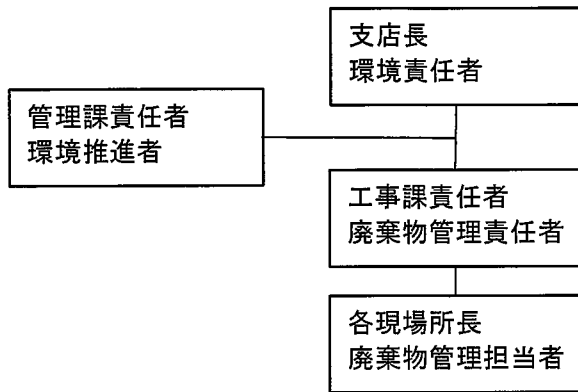 支店長
環境責任者
管理課責任者
環境推進者
工事課責任者
廃棄物管理責任者
各現場所長
廃棄物管理担当者